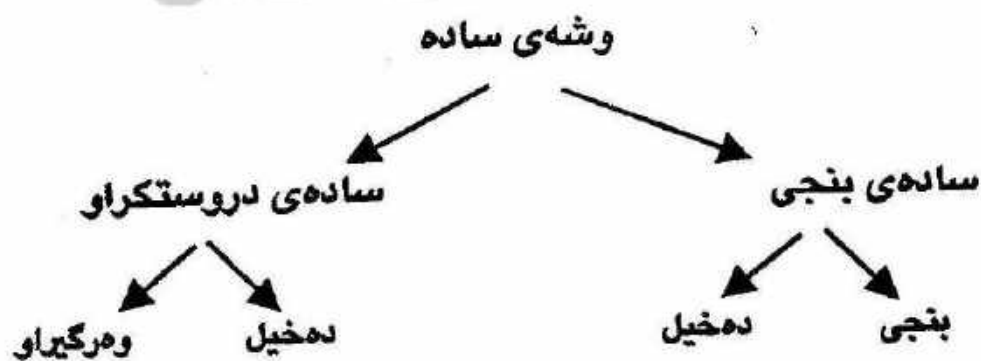 وشەی سادە
سادەی بنجی سادەی دروستکراو
بنجی دەخیل دەخیل وەرگیراو